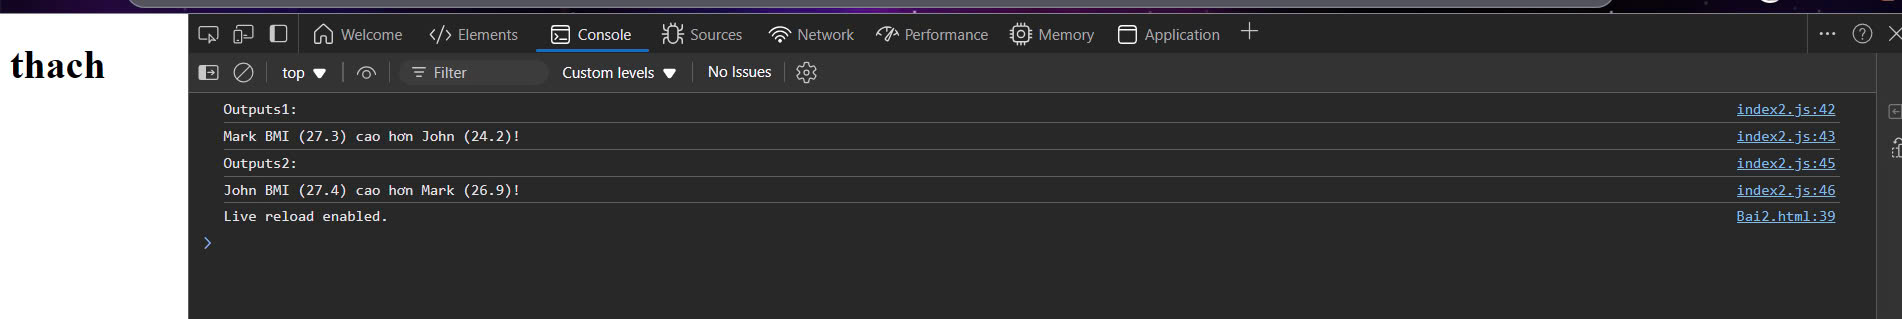 thach
Welcome Elements Console Sources Network Performance Memory Application
top Filter Custom levels No Issues
Outputs1: index2.js:42
Mark BMI (27.3) cao hơn John (24.2)! index2.js:43
Outputs2: index2.js:45
John BMI (27.4) cao hơn Mark (26.9)! index2.js:46
Live reload enabled. Bai2.html:39